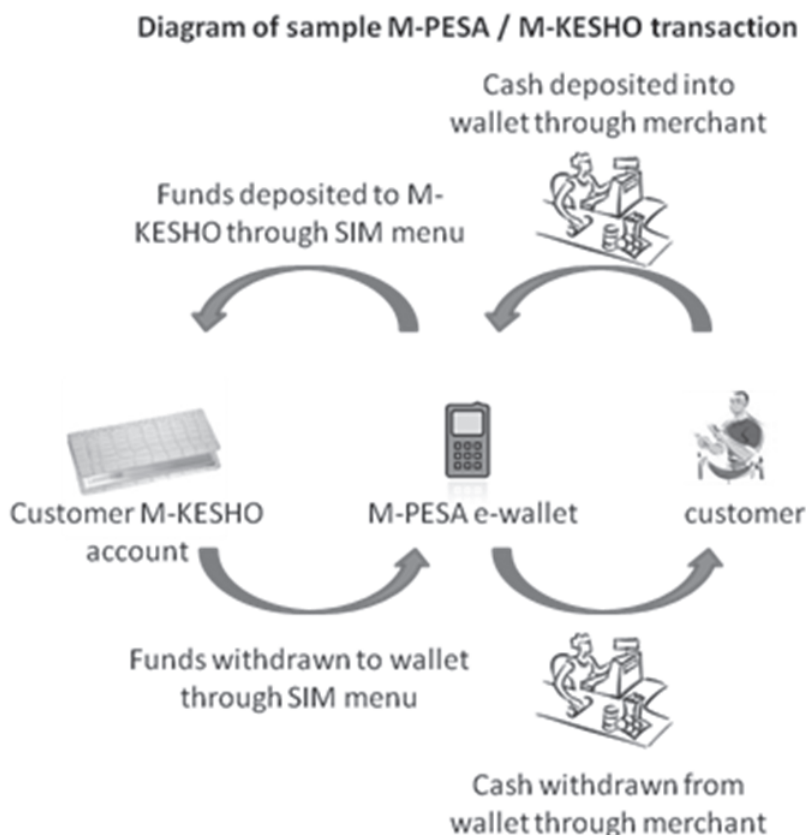 Diagram of sample M-PESA / M-KESHO transaction
Cash deposited into
wallet through merchant
Funds deposited to M-
KESHO through SIM menu
Customer M-KESHO
account
M-PESA e-wallet
customer
Funds withdrawn to wallet
through SIM menu
Cash withdrawn from
wallet through merchant